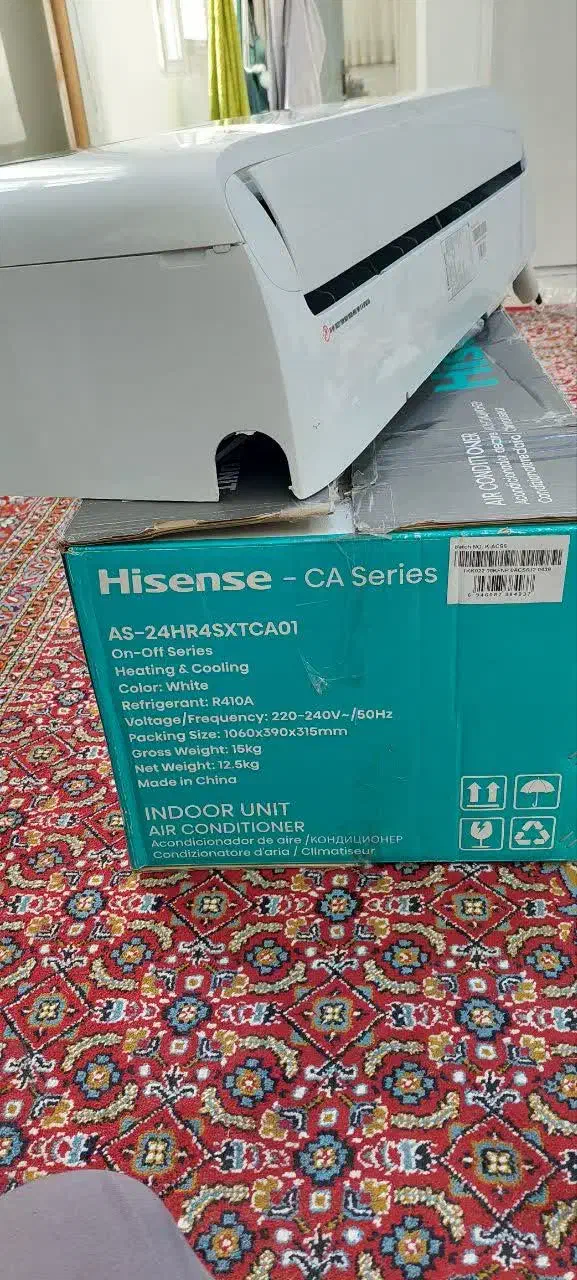 AIR CONDITIONER
Hisense - CA Series
AS-24HR4SXTCA01
On-Off Series
Heating & Cooling
Color: White
Refrigerant: R410A
Voltage/Frequency: 220-240V~/50Hz
Packing Size: 1060x390x315mm
Gross Weight: 15kg
Net Weight: 12.5kg
Made in China
INDOOR UNIT
AIR CONDITIONER
Acondicionador de aire /КОНДИЦИОНЕР
Condizionatore d'aria / Climatiseur